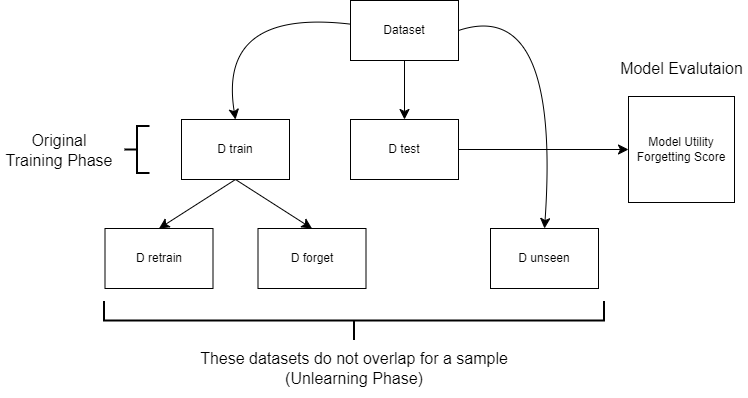 Dataset
Model Evalutaion
Original
Training Phase
D train
D test
Model Utility
Forgetting Score
D retrain
D forget
D unseen
These datasets do not overlap for a sample
(Unlearning Phase)